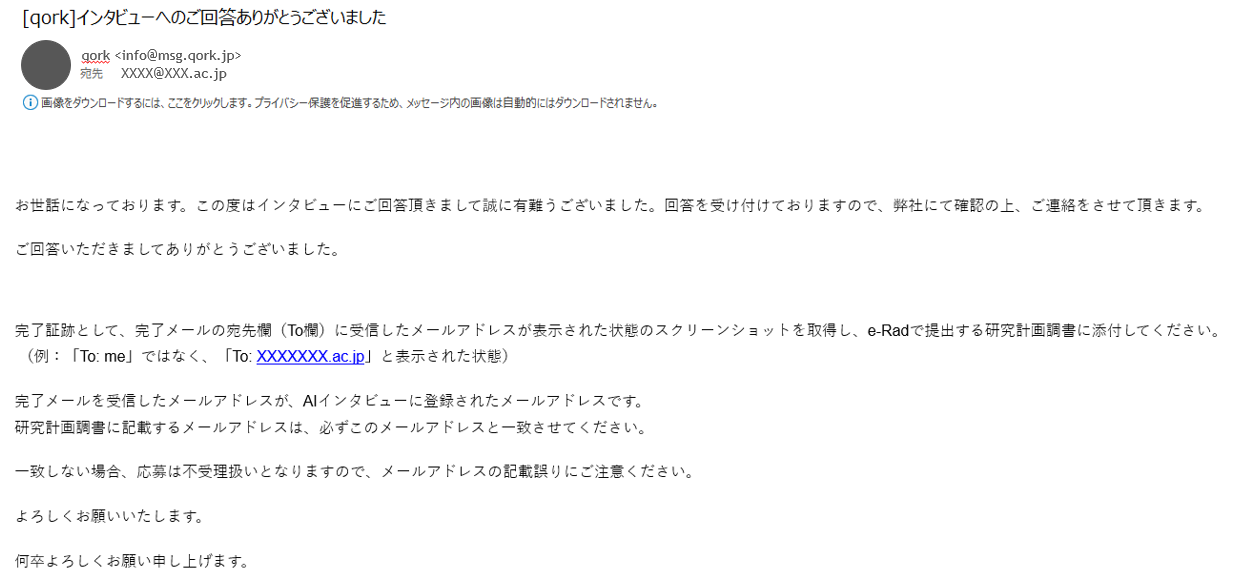 [qork]インタビューへのご回答ありがとうございました
qork <info@msg.qork.jp>
宛先 XXXX@XXX.ac.jp
画像をダウンロードするには、ここをクリックします。プライバシー保護を促進するため、メッセージ内の画像は自動的にはダウンロードされません。
お世話になっております。この度はインタビューにご回答頂きまして誠に有難うございました。回答を受け付けておりますので、弊社にて確認の上、ご連絡をさせて頂きます。
ご回答いただきましてありがとうございました。
完了証跡として、完了メールの宛先欄（To欄）に受信したメールアドレスが表示された状態のスクリーンショットを取得し、e-Radで提出する研究計画調書に添付してください。
（例：「To: me」ではなく、「To: XXXXXXX.ac.jp」と表示された状態）
完了メールを受信したメールアドレスが、AIインタビューに登録されたメールアドレスです。
研究計画調書に記載するメールアドレスは、必ずこのメールアドレスと一致させてください。
一致しない場合、応募は不受理扱いとなりますので、メールアドレスの記載誤りにご注意ください。
よろしくお願いいたします。
何卒よろしくお願い申し上げます。